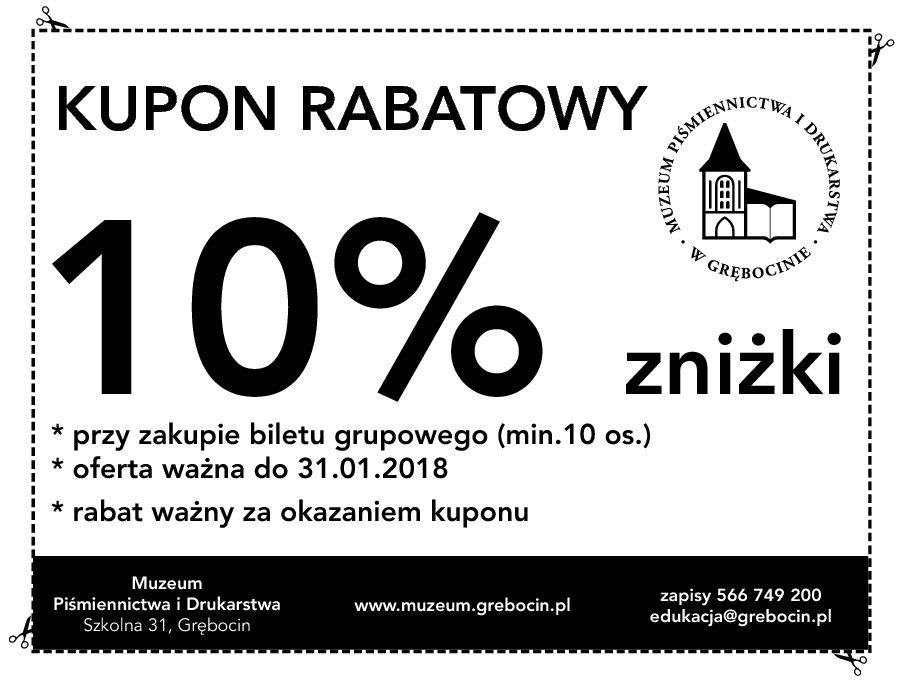 KUPON RABATOWY
MUZEUM PIŚMIENNICTWA I DRUKARSTWA
• W GRĘBOCINIE •
10% zniżki
* przy zakupie biletu grupowego (min.10 os.)
* oferta ważna do 31.01.2018
* rabat ważny za okazaniem kuponu
Muzeum
Piśmiennictwa i Drukarstwa
Szkolna 31, Grębocin
www.muzeum.grebocin.pl
zapisy 566 749 200
edukacja@grebocin.pl